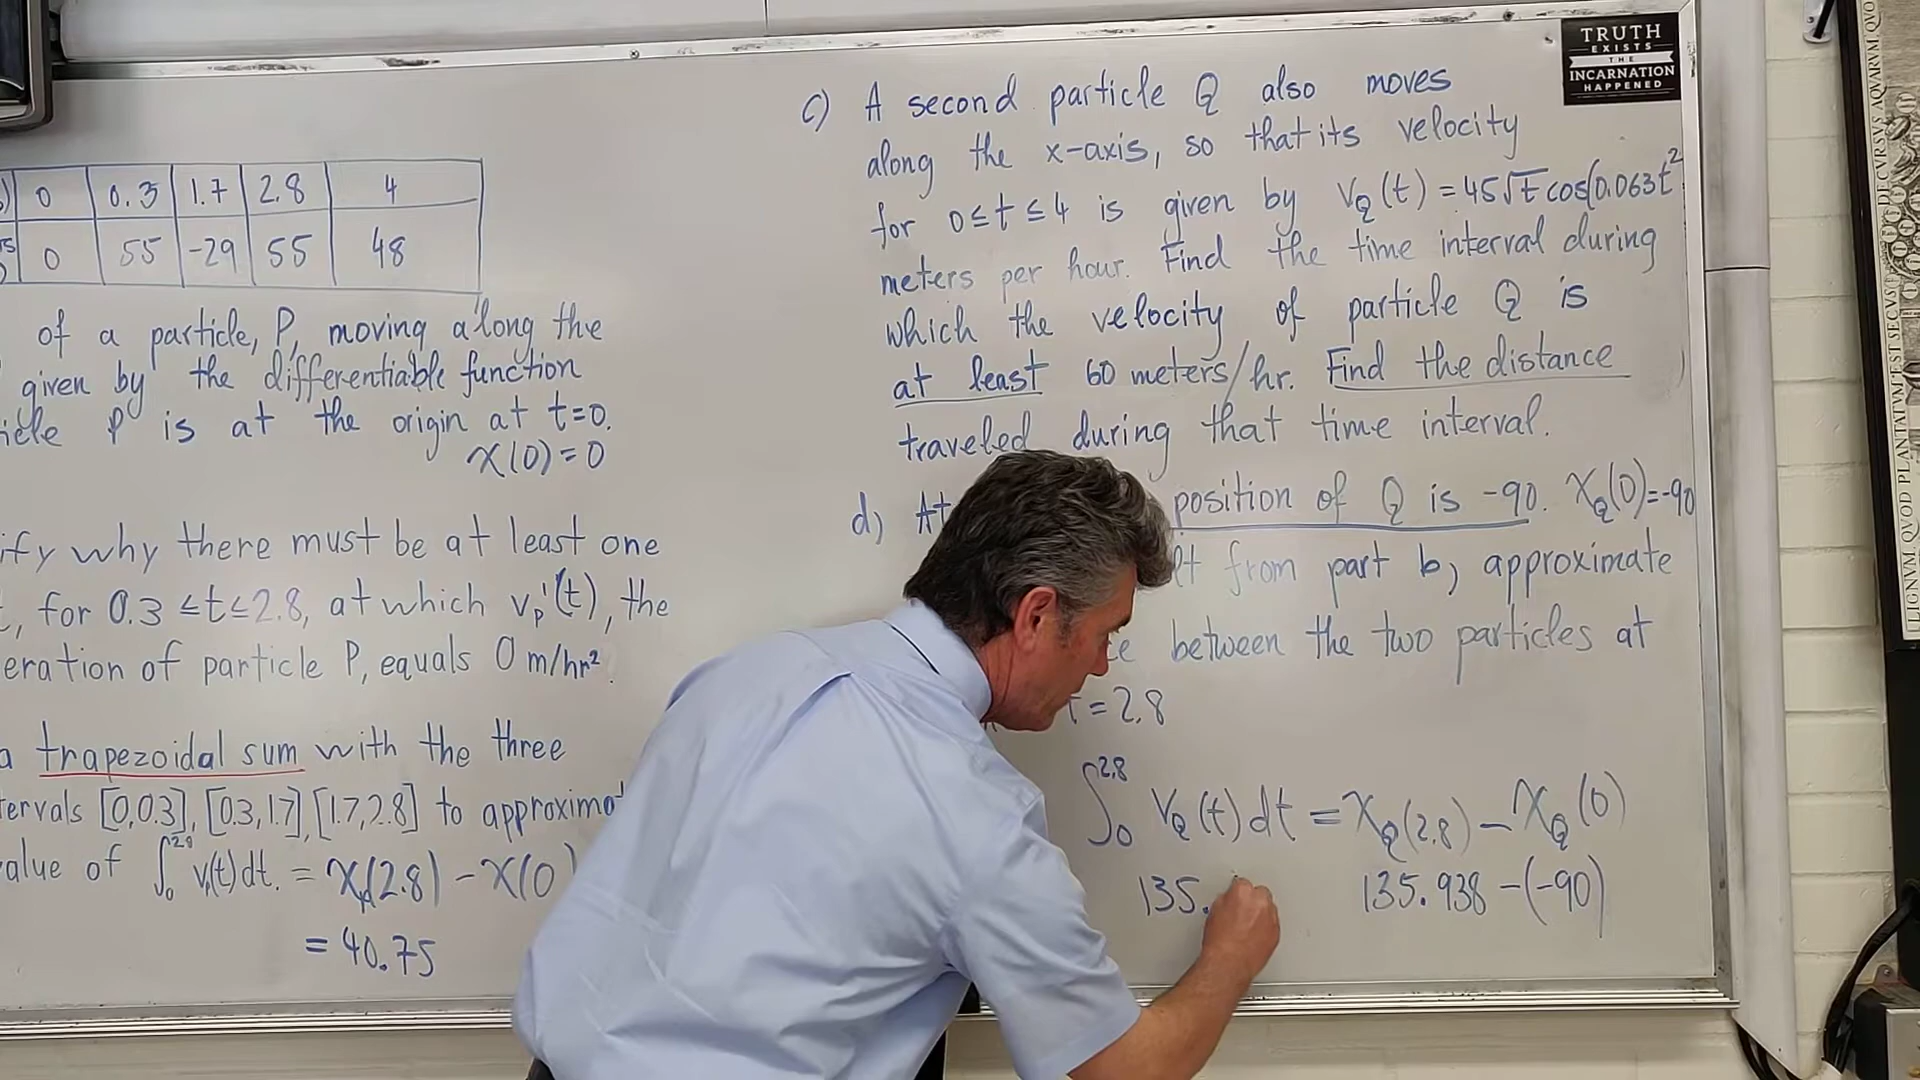 0 0.3 1.7 2.8 4
0 55 -29 55 48
of a particle, P, moving along the
given by the differentiable function
P is at the origin at t=0.
x(0)=0
why there must be at least one
t, for 0.3 ≤ t ≤ 2.8, at which vₚ'(t), the
eration of particle P, equals 0 m/hr².
a trapezoidal sum with the three
tervals [0,0.3], [0.3,1.7] [1.7,2.8] to approximat
value of ∫₀^2.8 vₚ(t)dt. = xₚ(2.8) - x(0)
= 40.75
c) A second particle Q also moves
along the x-axis, so that its velocity
for 0≤t≤4 is given by v_Q(t) = 45√t cos(0.063t²
meters per hour. Find the time interval during
which the velocity of particle Q is
at least 60 meters/hr. Find the distance
traveled during that time interval.
d) At position of Q is -90. x_Q(0)=-90
lt from part b, approximate
ce between the two particles at
t = 2.8
∫₀^2.8 v_Q(t)dt = x_Q(2.8) - x_Q(0)
135. 135.938 - (-90)
TRUTH
EXISTS
THE
INCARNATION
HAPPENED